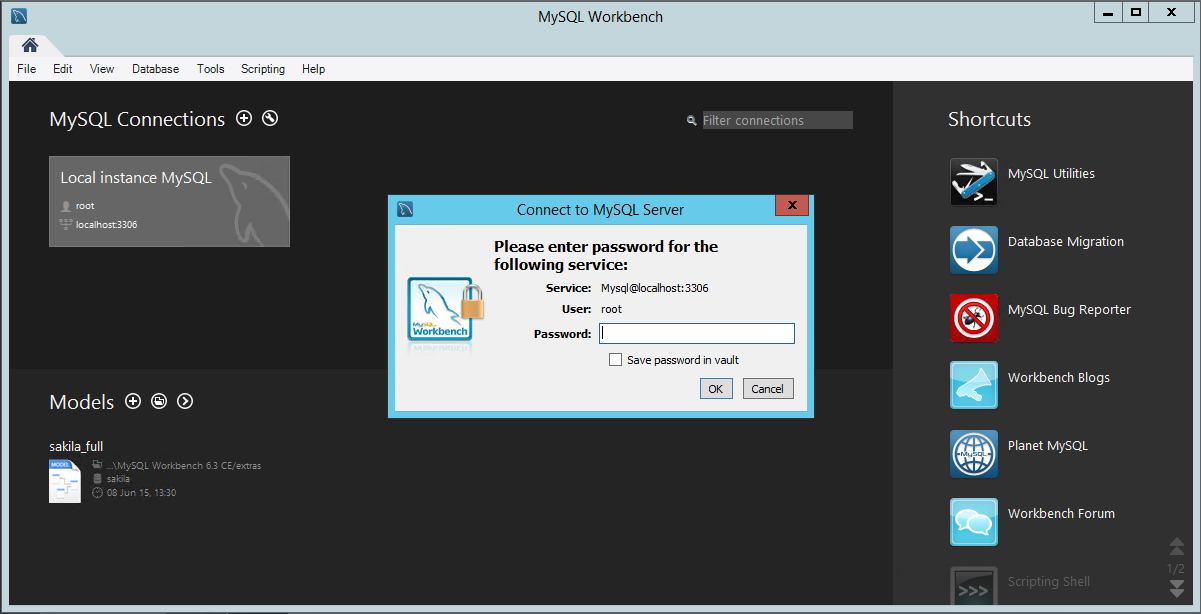 MySQL Workbench
File Edit View Database Tools Scripting Help
MySQL Connections
Filter connections
Local instance MySQL
root
localhost:3306
Connect to MySQL Server
Please enter password for the
following service:
Service: Mysql@localhost:3306
User: root
Password:
Save password in vault
OK Cancel
MySQL
Workbench
Models
sakila_full
MODEL
...\MySQL Workbench 6.3 CE/extras
sakila
08 Jun 15, 13:30
Shortcuts
MySQL Utilities
Database Migration
MySQL Bug Reporter
Workbench Blogs
Planet MySQL
MySQL
Workbench Forum
Scripting Shell
>>>
1/2